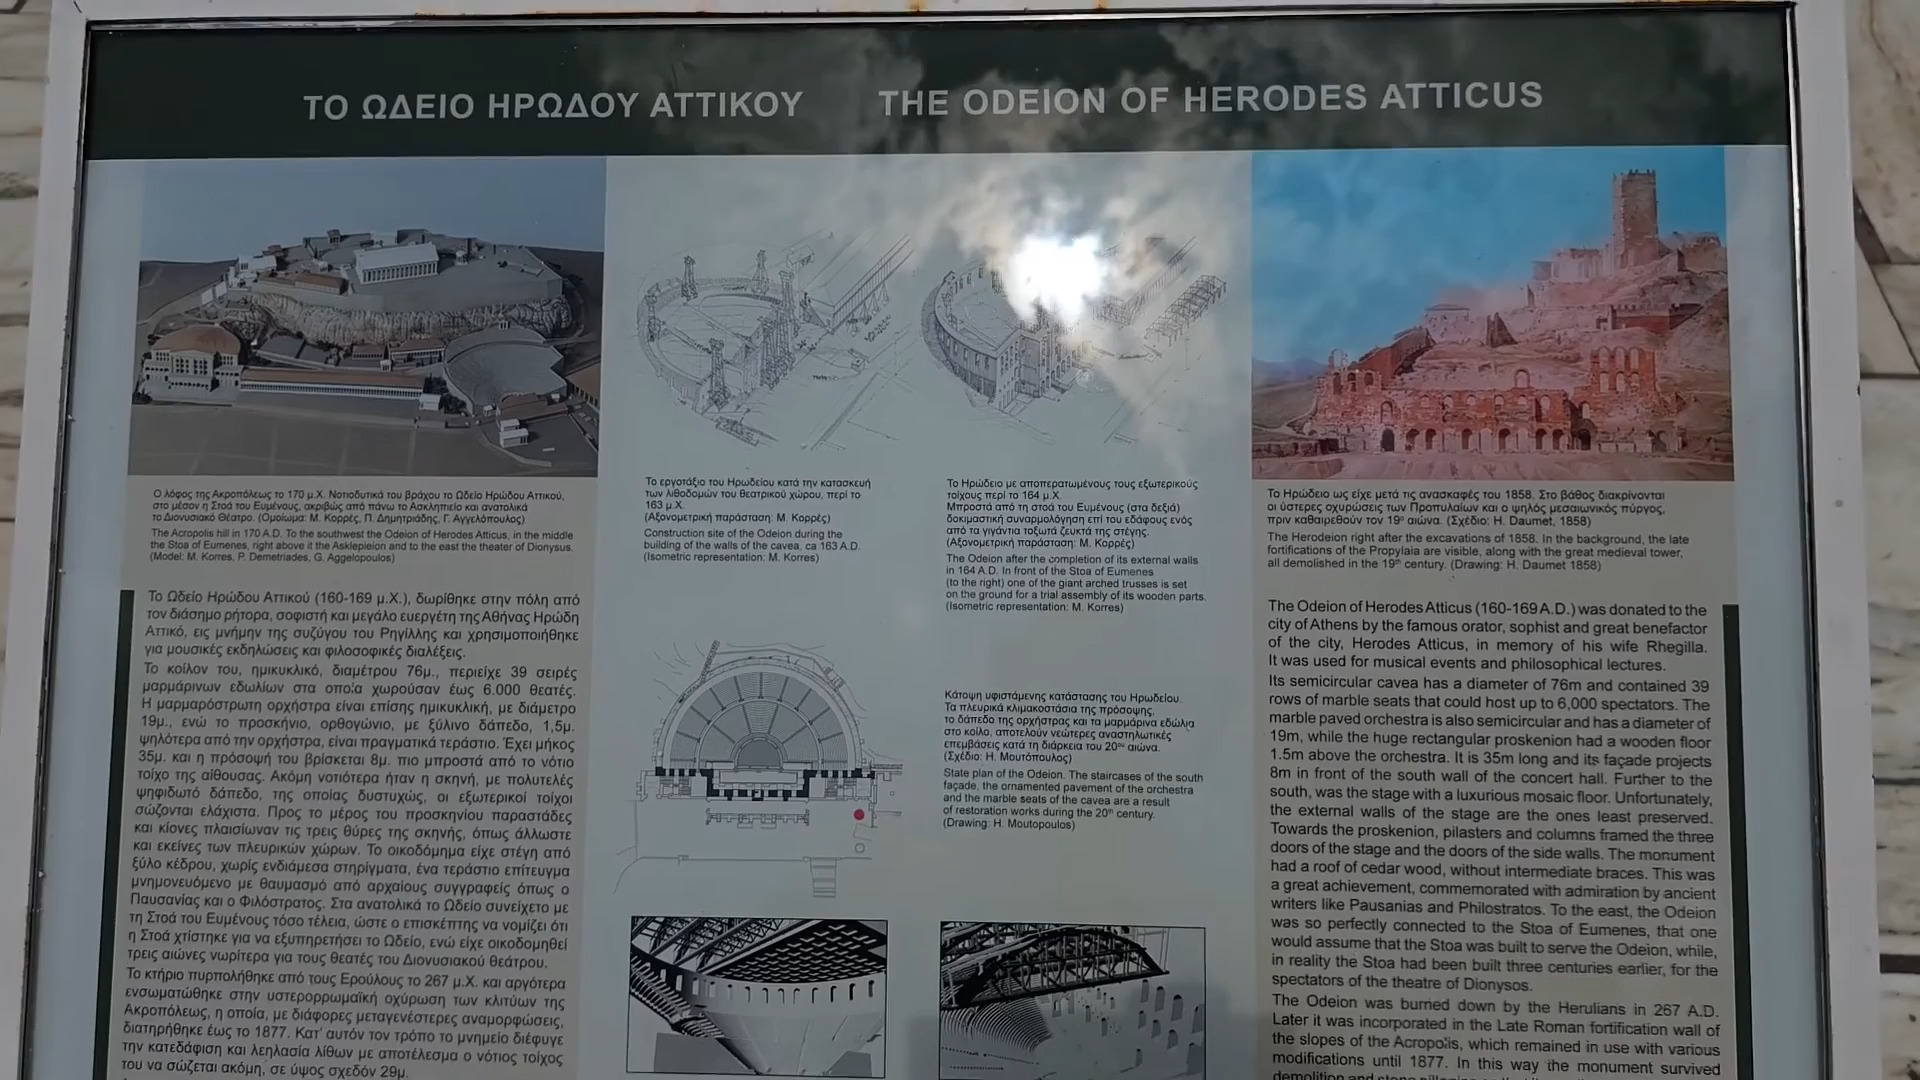 ΤΟ ΩΔΕΙΟ ΗΡΩΔΟΥ ΑΤΤΙΚΟΥ
THE ODEION OF HERODES ATTICUS
Ο λόφος της Ακροπόλεως το 170 μ.Χ. Νοτιοδυτικά του βράχου το Ωδείο Ηρώδου Αττικού,
στο μέσον η Στοά του Ευμένους, ακριβώς από πάνω το Ασκληπιείο και ανατολικά
το Διονυσιακό Θέατρο. (Ομοίωμα: Μ. Κορρές, Π. Δημητριάδης, Γ. Αγγελόπουλος)
The Acropolis hill in 170 A.D. To the southwest the Odeion of Herodes Atticus, in the middle
the Stoa of Eumenes, right above it the Asklepieion and to the east the theater of Dionysus.
(Model: M. Korres, P. Demetriades, G. Aggelopoulos)
Το Ωδείο Ηρώδου Αττικού (160-169 μ.Χ.), δωρίθηκε στην πόλη από
τον διάσημο ρήτορα, σοφιστή και μεγάλο ευεργέτη της Αθήνας Ηρώδη
Αττικό, εις μνήμην της συζύγου του Ρηγίλλης και χρησιμοποιήθηκε
για μουσικές εκδηλώσεις και φιλοσοφικές διαλέξεις.
Το κοίλον του, ημικυκλικό, διαμέτρου 76μ., περιείχε 39 σειρές
μαρμάρινων εδωλίων στα οποία χωρούσαν έως 6.000 θεατές.
Η μαρμαρόστρωτη ορχήστρα είναι επίσης ημικυκλική, με διάμετρο
19μ., ενώ το προσκήνιο, ορθογώνιο, με ξύλινο δάπεδο, 1,5μ.
ψηλότερα από την ορχήστρα, είναι πραγματικά τεράστιο. Έχει μήκος
35μ. και η πρόσοψή του βρίσκεται 8μ. πιο μπροστά από το νότιο
τοίχο της αίθουσας. Ακόμη νοτιότερα ήταν η σκηνή, με πολυτελές
ψηφιδωτό δάπεδο, της οποίας δυστυχώς, οι εξωτερικοί τοίχοι
σώζονται ελάχιστα. Προς το μέρος του προσκηνίου παραστάδες
και κίονες πλαισίωναν τις τρεις θύρες της σκηνής, όπως άλλωστε
και εκείνες των πλευρικών χώρων. Το οικοδόμημα είχε στέγη από
ξύλο κέδρου, χωρίς ενδιάμεσα στηρίγματα, ένα τεράστιο επίτευγμα
μνημονευόμενο με θαυμασμό από αρχαίους συγγραφείς όπως ο
Παυσανίας και ο Φιλόστρατος. Στα ανατολικά το Ωδείο συνείχετο με
τη Στοά του Ευμένους τόσο τέλεια, ώστε ο επισκέπτης να νομίζει ότι
η Στοά χτίστηκε για να εξυπηρετήσει το Ωδείο, ενώ είχε οικοδομηθεί
τρεις αιώνες νωρίτερα για τους θεατές του Διονυσιακού θεάτρου.
Το κτήριο πυρπολήθηκε από τους Ερούλους το 267 μ.Χ. και αργότερα
ενσωματώθηκε στην υστερορρωμαϊκή οχύρωση των κλιτύων της
Ακροπόλεως, η οποία, με διάφορες μεταγενέστερες αναμορφώσεις,
διατηρήθηκε έως το 1877. Κατ' αυτόν τον τρόπο το μνημείο διέφυγε
την κατεδάφιση και λεηλασία λίθων με αποτέλεσμα ο νότιος τοίχος
του να σώζεται ακόμη, σε ύψος σχεδόν 29μ.
Το εργοτάξιο του Ηρωδείου κατά την κατασκευή
των λιθοδομών του θεατρικού χώρου, περί το
163 μ.Χ.
(Αξονομετρική παράσταση: Μ. Κορρές)
Construction site of the Odeion during the
building of the walls of the cavea, ca 163 A.D.
(Isometric representation: M. Korres)
Το Ηρώδειο με αποπερατωμένους τους εξωτερικούς
τοίχους περί το 164 μ.Χ.
Μπροστά από τη στοά του Ευμένους (στα δεξιά)
δοκιμαστική συναρμολόγηση επί του εδάφους ενός
από τα γιγάντια τοξωτά ζευκτά της στέγης.
(Αξονομετρική παράσταση: Μ. Κορρές)
The Odeion after the completion of its external walls
in 164 A.D. In front of the Stoa of Eumenes
(to the right) one of the giant arched trusses is set
on the ground for a trial assembly of its wooden parts.
(Isometric representation: M. Korres)
Κάτοψη υφιστάμενης κατάστασης του Ηρωδείου.
Τα πλευρικά κλιμακοστάσια της πρόσοψης,
το δάπεδο της ορχήστρας και τα μαρμάρινα εδώλια
στο κοίλο, αποτελούν νεώτερες αναστηλωτικές
επεμβάσεις κατά τη διάρκεια του 20ου αιώνα.
(Σχέδιο: Η. Μουτόπουλος)
State plan of the Odeion. The staircases of the south
façade, the ornamented pavement of the orchestra
and the marble seats of the cavea are a result
of restoration works during the 20th century.
(Drawing: H. Moutopoulos)
Το Ηρώδειο ως είχε μετά τις ανασκαφές του 1858. Στο βάθος διακρίνονται
οι ύστερες οχυρώσεις των Προπυλαίων και ο ψηλός μεσαιωνικός πύργος,
πριν καθαιρεθούν τον 19ο αιώνα. (Σχέδιο: H. Daumet, 1858)
The Herodeion right after the excavations of 1858. In the background, the late
fortifications of the Propylaia are visible, along with the great medieval tower,
all demolished in the 19th century. (Drawing: H. Daumet 1858)
The Odeion of Herodes Atticus (160-169 A.D.) was donated to the
city of Athens by the famous orator, sophist and great benefactor
of the city, Herodes Atticus, in memory of his wife Rhegilla.
It was used for musical events and philosophical lectures.
Its semicircular cavea has a diameter of 76m and contained 39
rows of marble seats that could host up to 6,000 spectators. The
marble paved orchestra is also semicircular and has a diameter of
19m, while the huge rectangular proskenion had a wooden floor
1.5m above the orchestra. It is 35m long and its façade projects
8m in front of the south wall of the concert hall. Further to the
south, was the stage with a luxurious mosaic floor. Unfortunately,
the external walls of the stage are the ones least preserved.
Towards the proskenion, pilasters and columns framed the three
doors of the stage and the doors of the side walls. The monument
had a roof of cedar wood, without intermediate braces. This was
a great achievement, commemorated with admiration by ancient
writers like Pausanias and Philostratos. To the east, the Odeion
was so perfectly connected to the Stoa of Eumenes, that one
would assume that the Stoa was built to serve the Odeion, while,
in reality the Stoa had been built three centuries earlier, for the
spectators of the theatre of Dionysos.
The Odeion was burned down by the Herulians in 267 A.D.
Later it was incorporated in the Late Roman fortification wall of
the slopes of the Acropolis, which remained in use with various
modifications until 1877. In this way the monument survived
demolition and stone